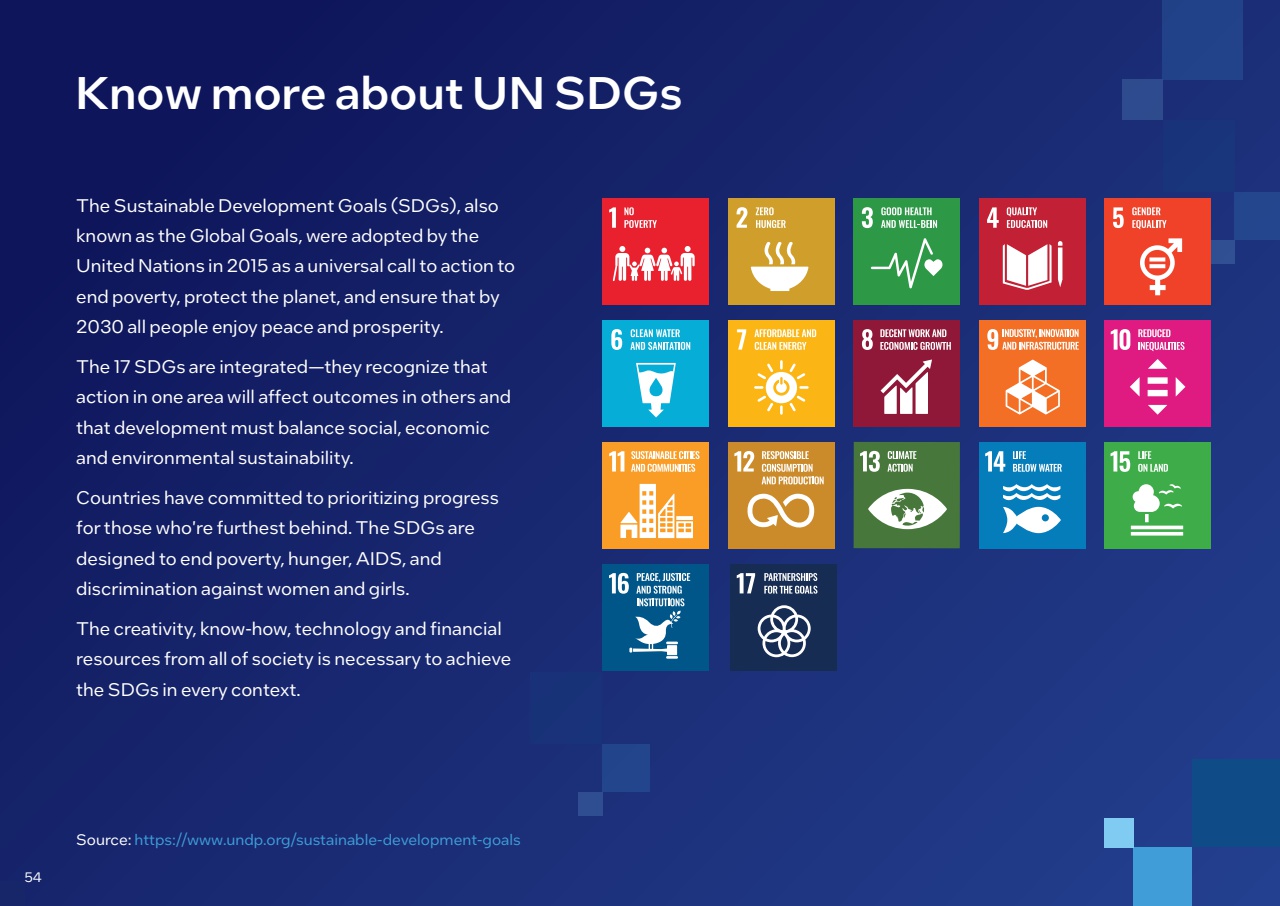 Know more about UN SDGs
The Sustainable Development Goals (SDGs), also
known as the Global Goals, were adopted by the
United Nations in 2015 as a universal call to action to
end poverty, protect the planet, and ensure that by
2030 all people enjoy peace and prosperity.
The 17 SDGs are integrated—they recognize that
action in one area will affect outcomes in others and
that development must balance social, economic
and environmental sustainability.
Countries have committed to prioritizing progress
for those who're furthest behind. The SDGs are
designed to end poverty, hunger, AIDS, and
discrimination against women and girls.
The creativity, know-how, technology and financial
resources from all of society is necessary to achieve
the SDGs in every context.
1 NO
POVERTY
2 ZERO
HUNGER
3 GOOD HEALTH
AND WELL-BEIN
4 QUALITY
EDUCATION
5 GENDER
EQUALITY
6 CLEAN WATER
AND SANITATION
7 AFFORDABLE AND
CLEAN ENERGY
8 DECENT WORK AND
ECONOMIC GROWTH
9 INDUSTRY, INNOVATION
AND INFRASTRUCTURE
10 REDUCED
INEQUALITIES
11 SUSTAINABLE CITIES
AND COMMUNITIES
12 RESPONSIBLE
CONSUMPTION
AND PRODUCTION
13 CLIMATE
ACTION
14 LIFE
BELOW WATER
15 LIFE
ON LAND
16 PEACE, JUSTICE
AND STRONG
INSTITUTIONS
17 PARTNERSHIPS
FOR THE GOALS
Source: https://www.undp.org/sustainable-development-goals
54